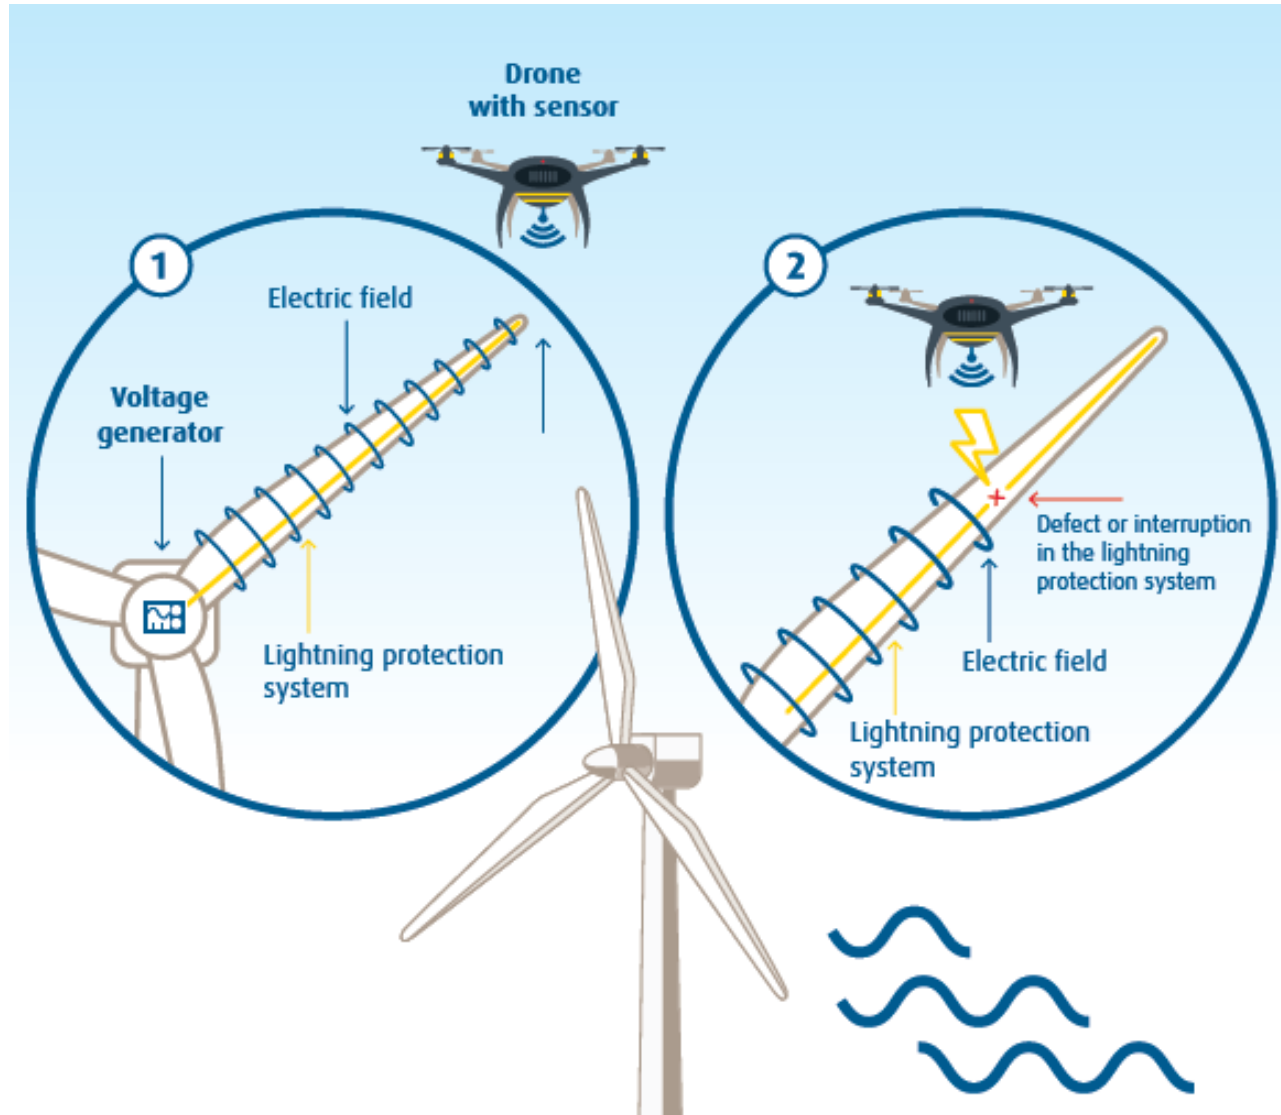 Drone
with sensor
1
Electric field
Voltage
generator
Lightning protection
system
2
Defect or interruption
in the lightning
protection system
Electric field
Lightning protection
system